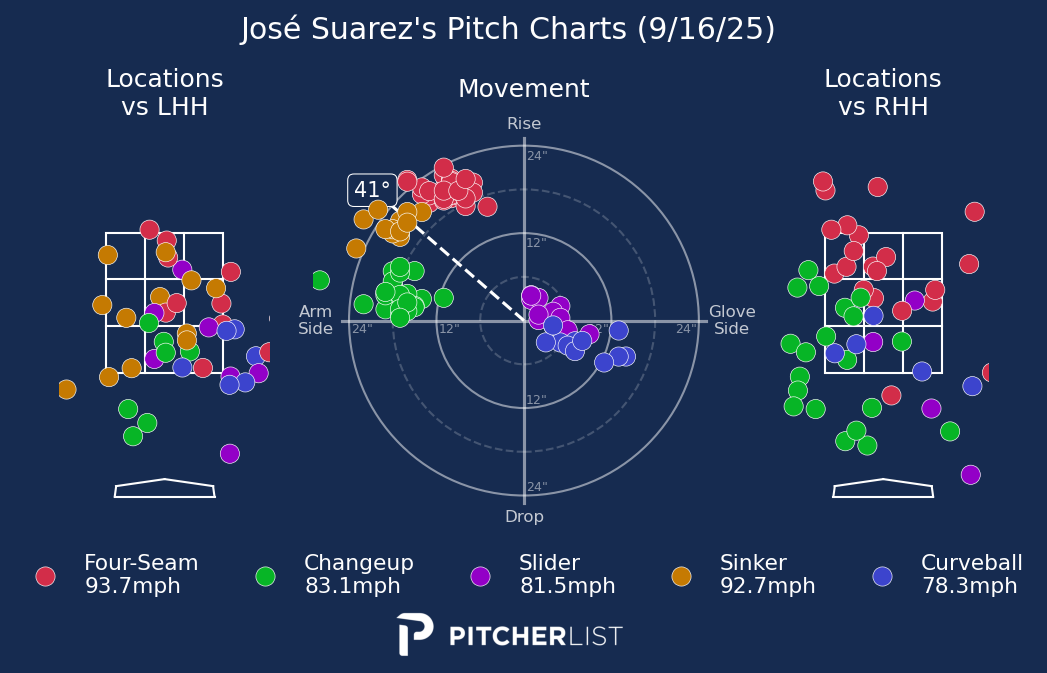 José Suarez's Pitch Charts (9/16/25)
Locations
vs LHH
Movement
Locations
vs RHH
Rise
24"
41°
12"
Arm
Side
24"
12"
24"
Glove
Side
12"
24"
Drop
Four-Seam
93.7mph
Changeup
83.1mph
Slider
81.5mph
Sinker
92.7mph
Curveball
78.3mph
PITCHERLIST